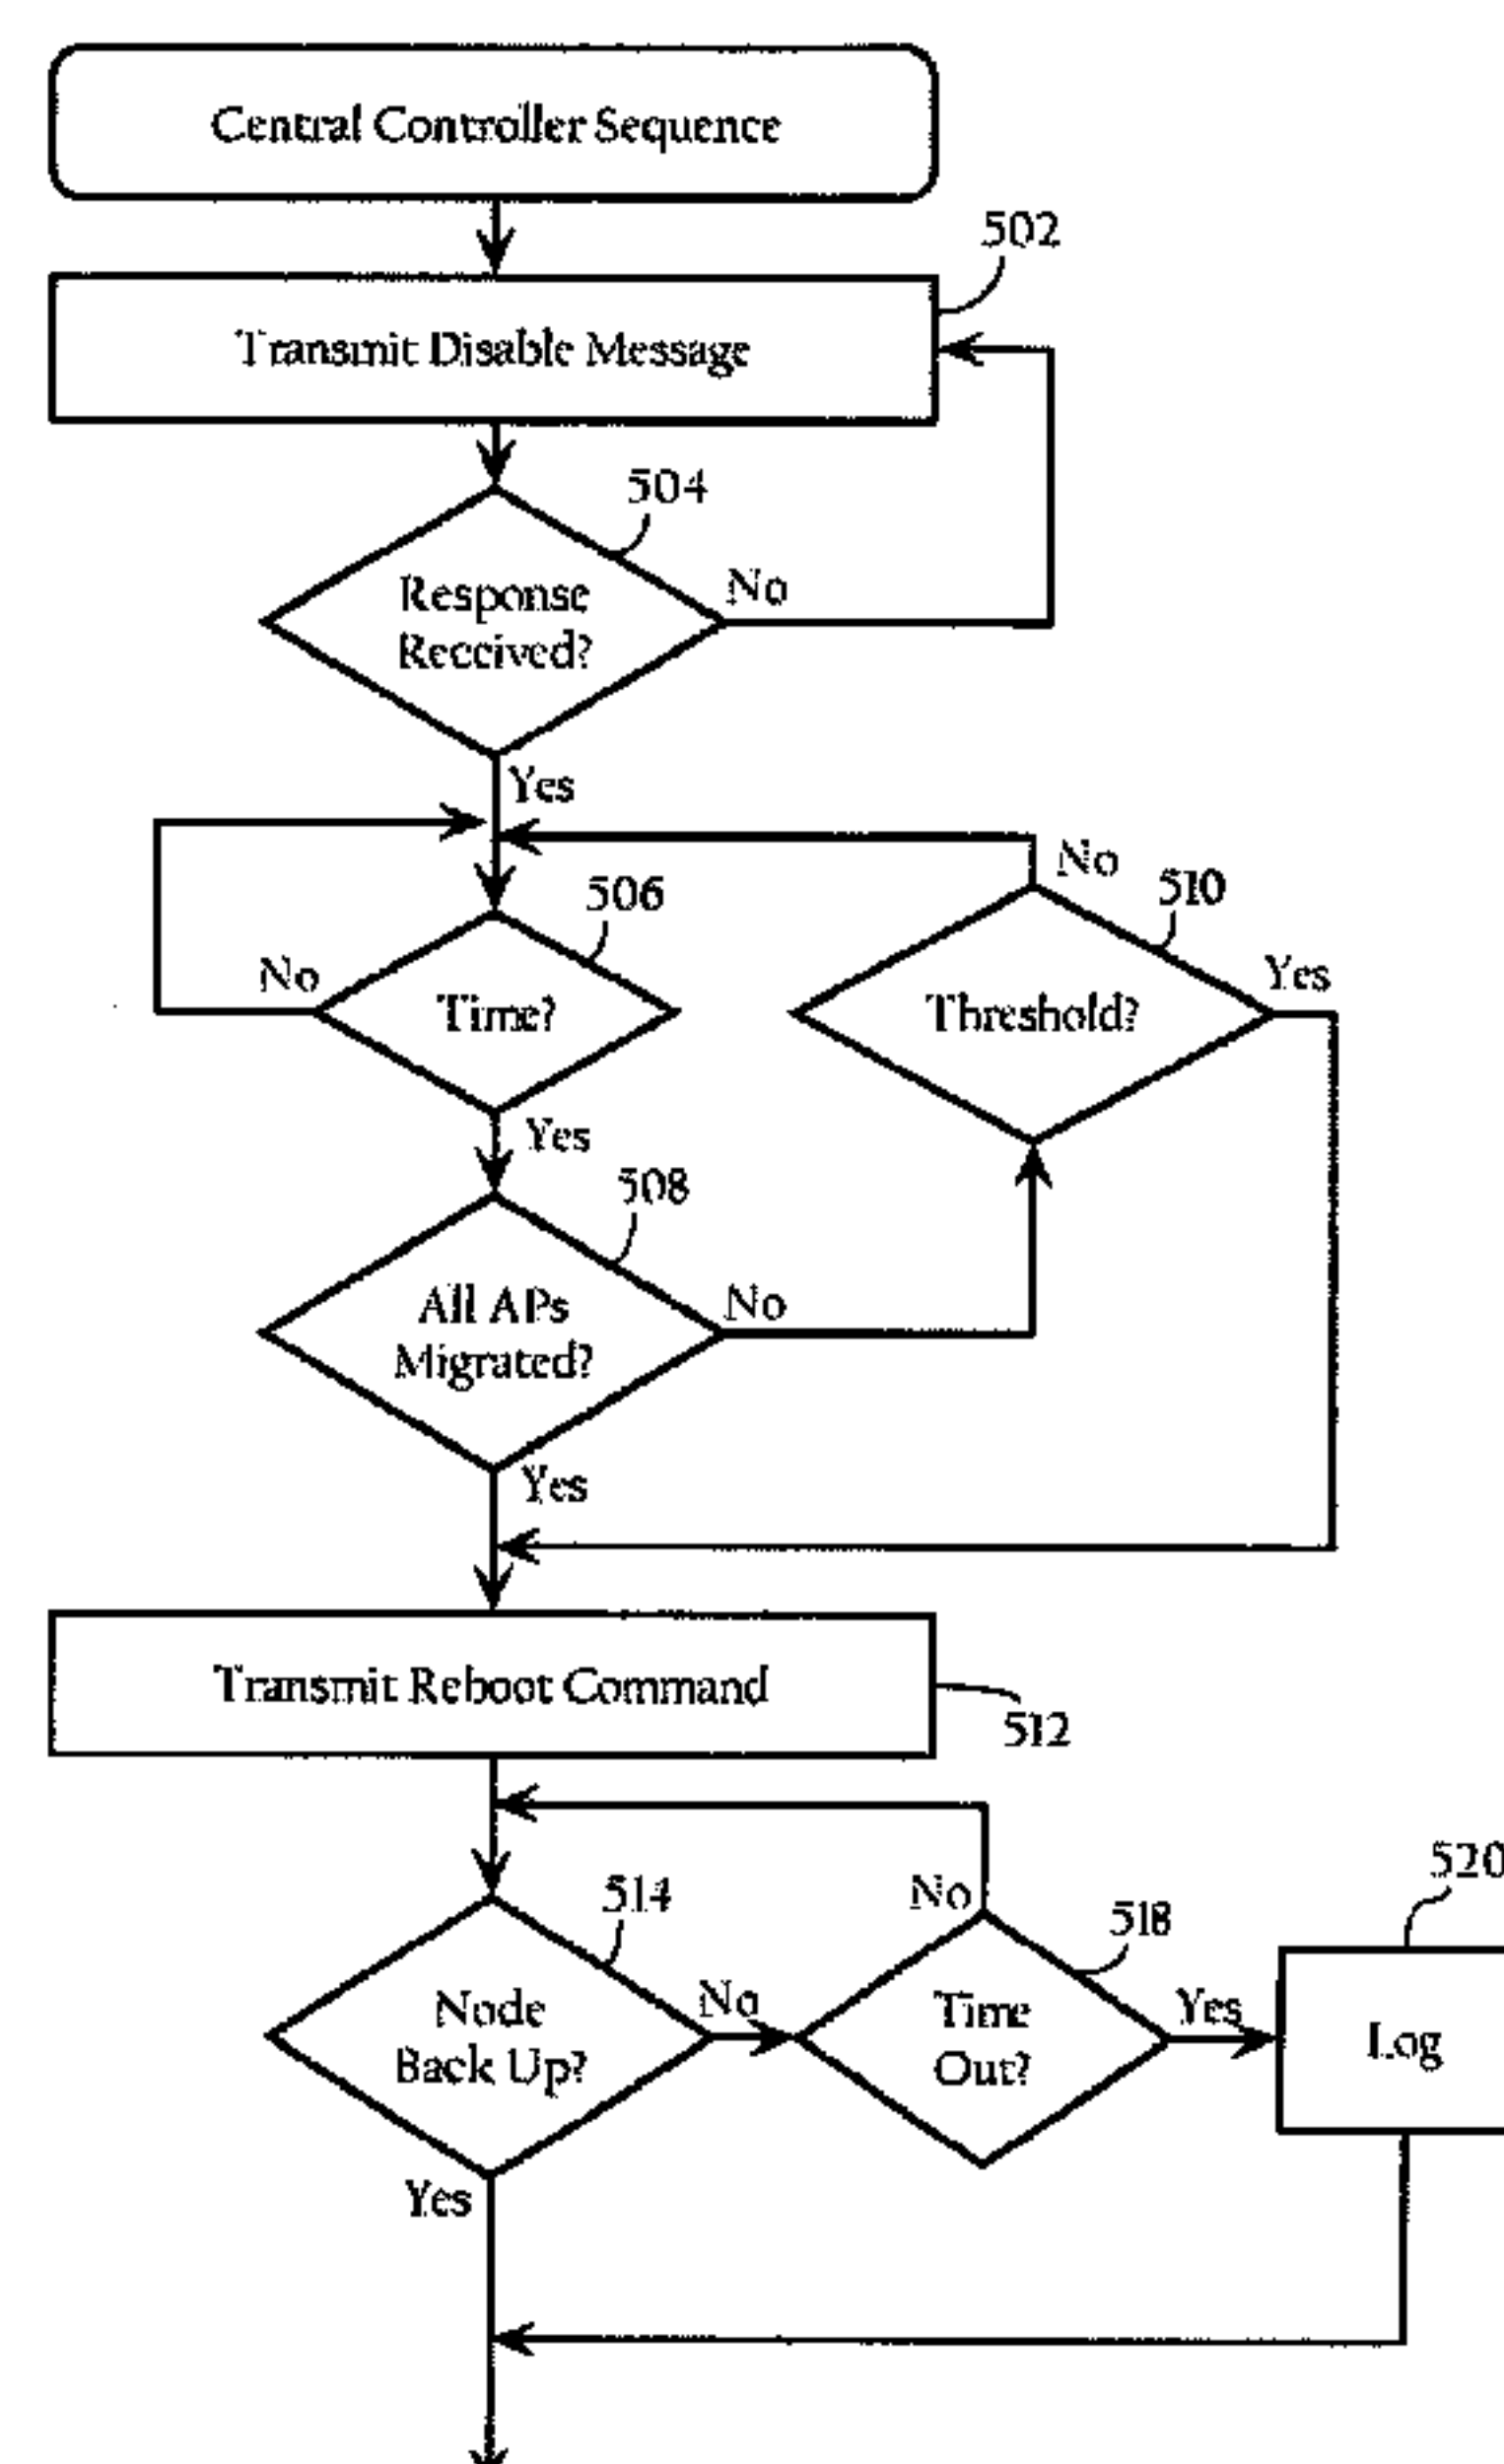 Central Controller Sequence
502
Transmit Disable Message
504
Response
Received?
No
Yes
No
510
506
Yes
No
Time?
Threshold?
Yes
508
All APs
Migrated?
No
Yes
Transmit Reboot Command
512
520
514
No
518
Node
Back Up?
No
Time
Out?
Yes
Log
Yes